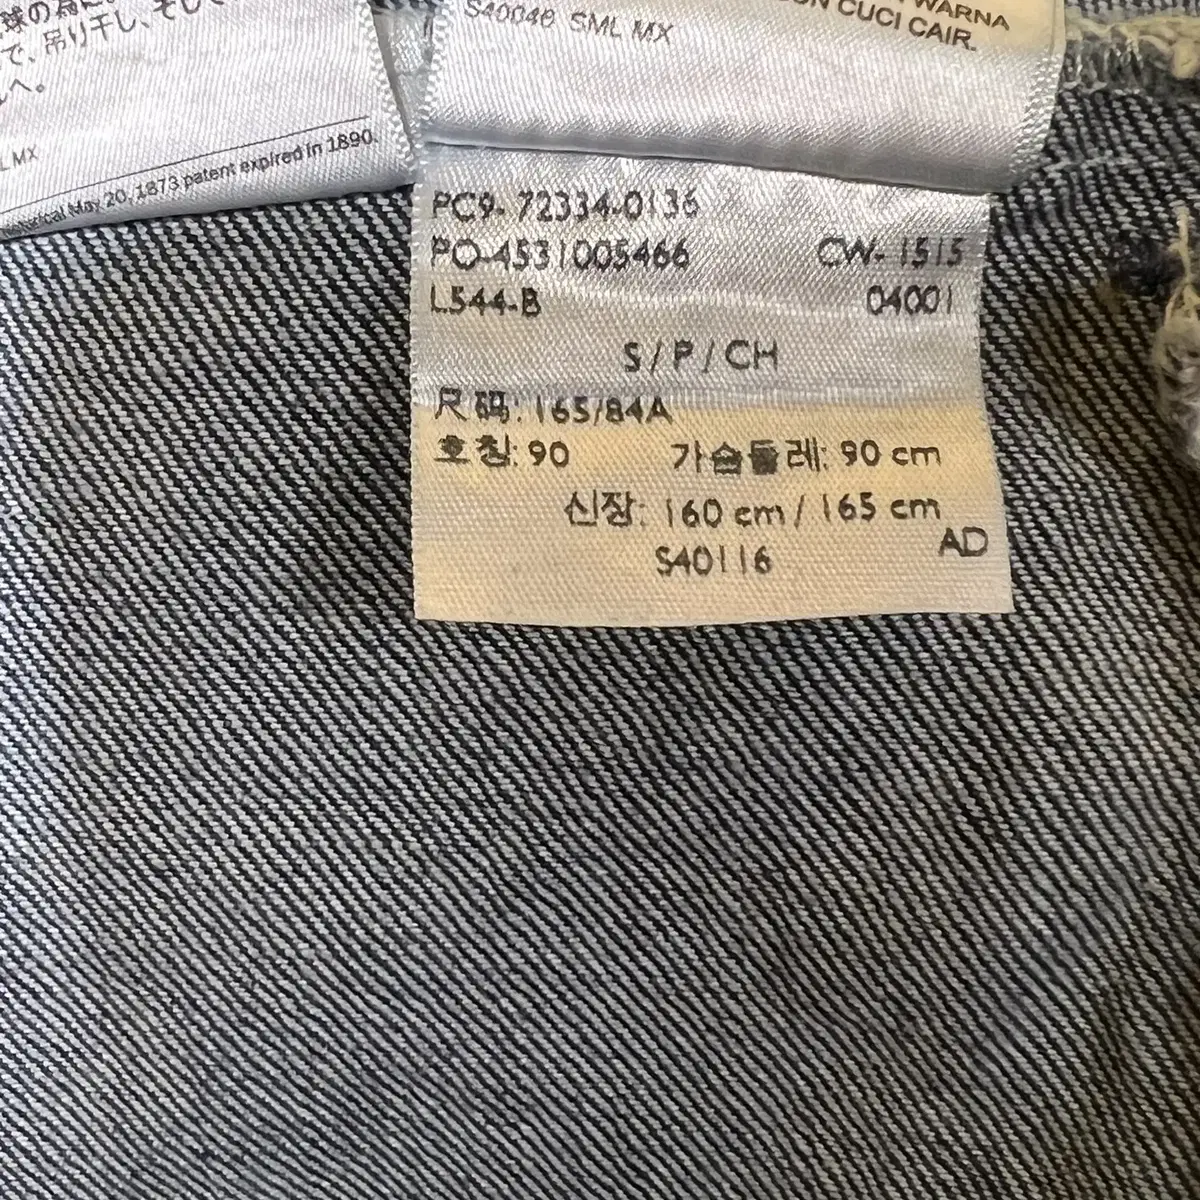 球の為に
で、吊り干し、そして
へ。
L MX
May 20, 1873 patent expired in 1890.
WARNA
CUCI CAIR.
S40046 SML MX
PC9- 72334-0136
PO-4531005466 CW- 1515
L544-B 04001
S / P / CH
尺码: 165/84A
호칭: 90 가슴둘레: 90 cm
신장: 160 cm / 165 cm
S40116 AD